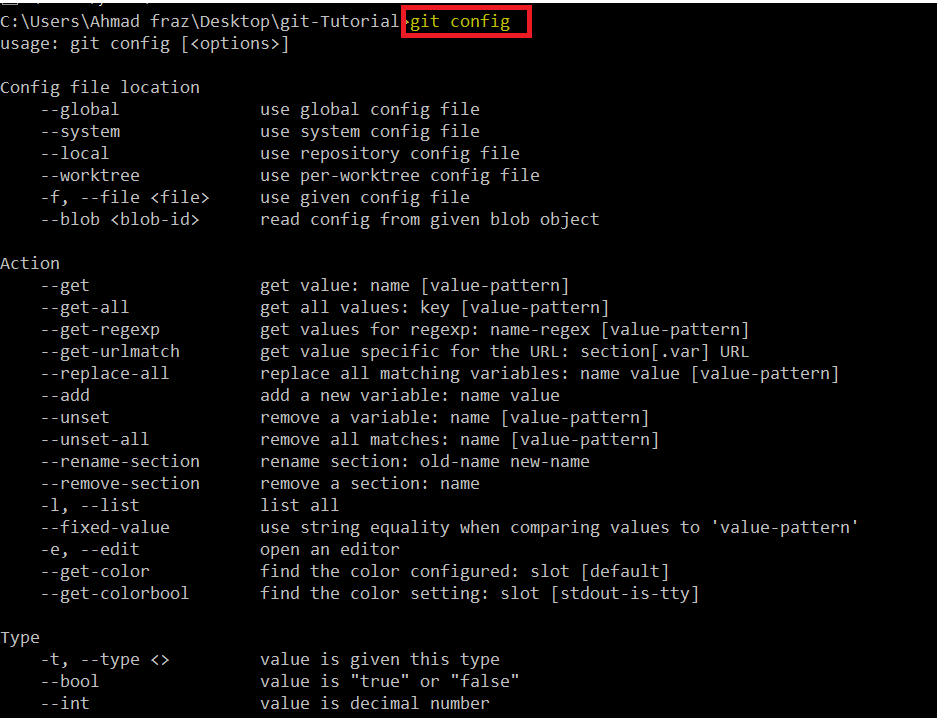 C:\Users\Ahmad fraz\Desktop\git-Tutorial>git config
usage: git config [<options>]

Config file location
    --global              use global config file
    --system              use system config file
    --local               use repository config file
    --worktree            use per-worktree config file
    -f, --file <file>     use given config file
    --blob <blob-id>      read config from given blob object

Action
    --get                 get value: name [value-pattern]
    --get-all             get all values: key [value-pattern]
    --get-regexp          get values for regexp: name-regex [value-pattern]
    --get-urlmatch        get value specific for the URL: section[.var] URL
    --replace-all         replace all matching variables: name value [value-pattern]
    --add                 add a new variable: name value
    --unset               remove a variable: name [value-pattern]
    --unset-all           remove all matches: name [value-pattern]
    --rename-section      rename section: old-name new-name
    --remove-section      remove a section: name
    -l, --list            list all
    --fixed-value         use string equality when comparing values to 'value-pattern'
    -e, --edit            open an editor
    --get-color           find the color configured: slot [default]
    --get-colorbool       find the color setting: slot [stdout-is-tty]

Type
    -t, --type <>         value is given this type
    --bool                value is "true" or "false"
    --int                 value is decimal number